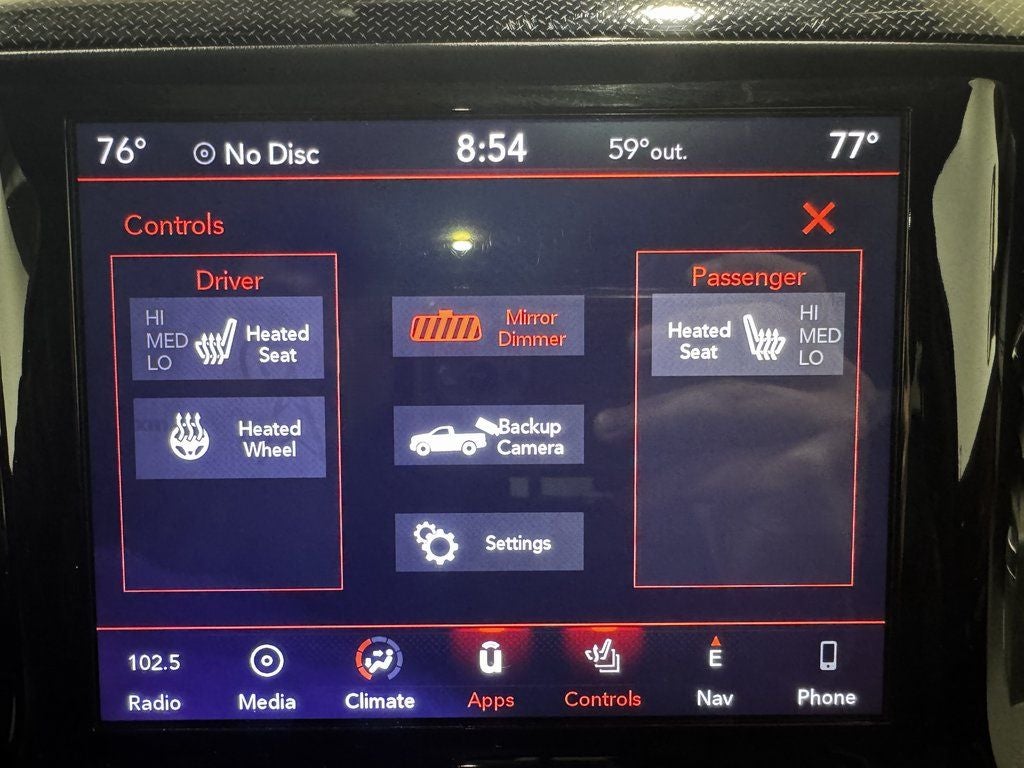 76° No Disc 8:54 59°out. 77°
Controls
Driver
HI
MED
LO
Heated
Seat
Heated
Wheel
Mirror
Dimmer
Backup
Camera
Settings
Passenger
Heated
Seat
HI
MED
LO
102.5 E
Radio Media Climate Apps Controls Nav Phone